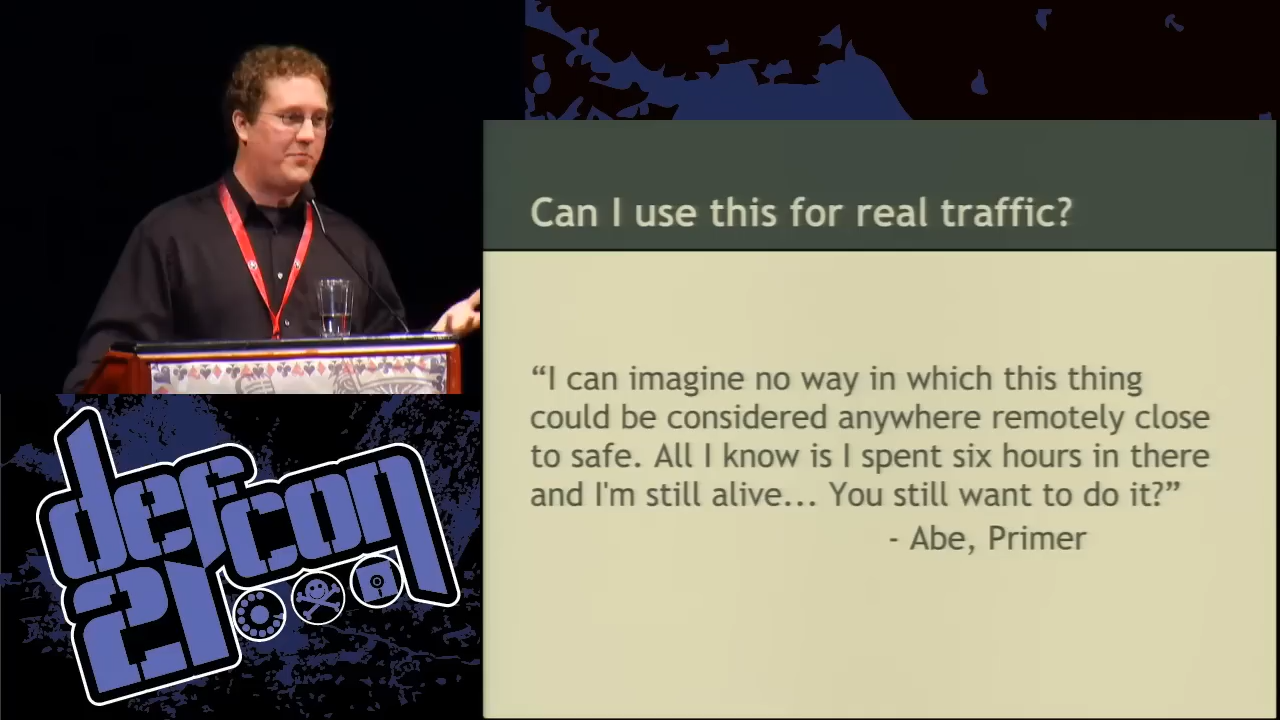 Can I use this for real traffic?
“I can imagine no way in which this thing
could be considered anywhere remotely close
to safe. All I know is I spent six hours in there
and I'm still alive... You still want to do it?”
- Abe, Primer
defcon
21